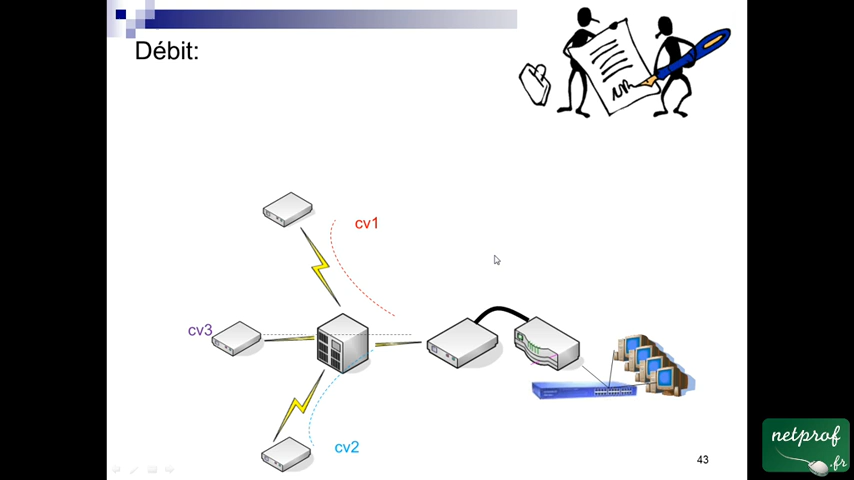 Débit:
cv1
cv3
cv2
43
netprof
.fr